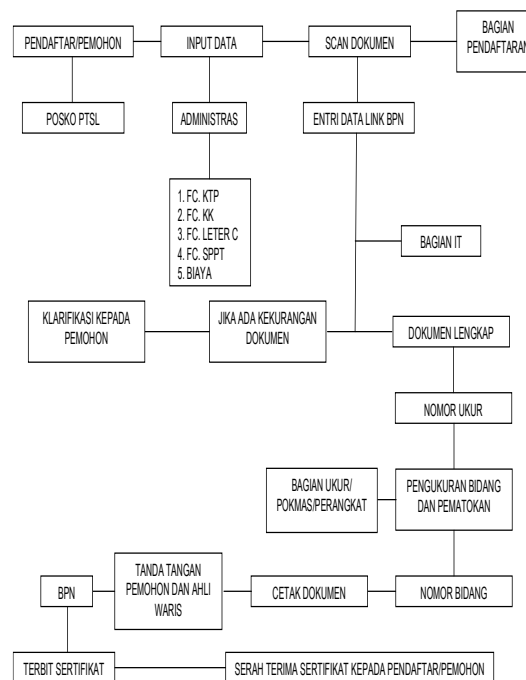 PENDAFTAR/PEMOHON
INPUT DATA
SCAN DOKUMEN
BAGIAN
PENDAFTARAN
POSKO PTSL
ADMINISTRAS
ENTRI DATA LINK BPN
1. FC. KTP
2. FC. KK
3. FC. LETER C
4. FC. SPPT
5. BIAYA
BAGIAN IT
KLARIFIKASI KEPADA
PEMOHON
JIKA ADA KEKURANGAN
DOKUMEN
DOKUMEN LENGKAP
NOMOR UKUR
BAGIAN UKUR/
POKMAS/PERANGKAT
PENGUKURAN BIDANG
DAN PEMATOKAN
BPN
TANDA TANGAN
PEMOHON DAN AHLI
WARIS
CETAK DOKUMEN
NOMOR BIDANG
TERBIT SERTIFIKAT
SERAH TERIMA SERTIFIKAT KEPADA PENDAFTAR/PEMOHON